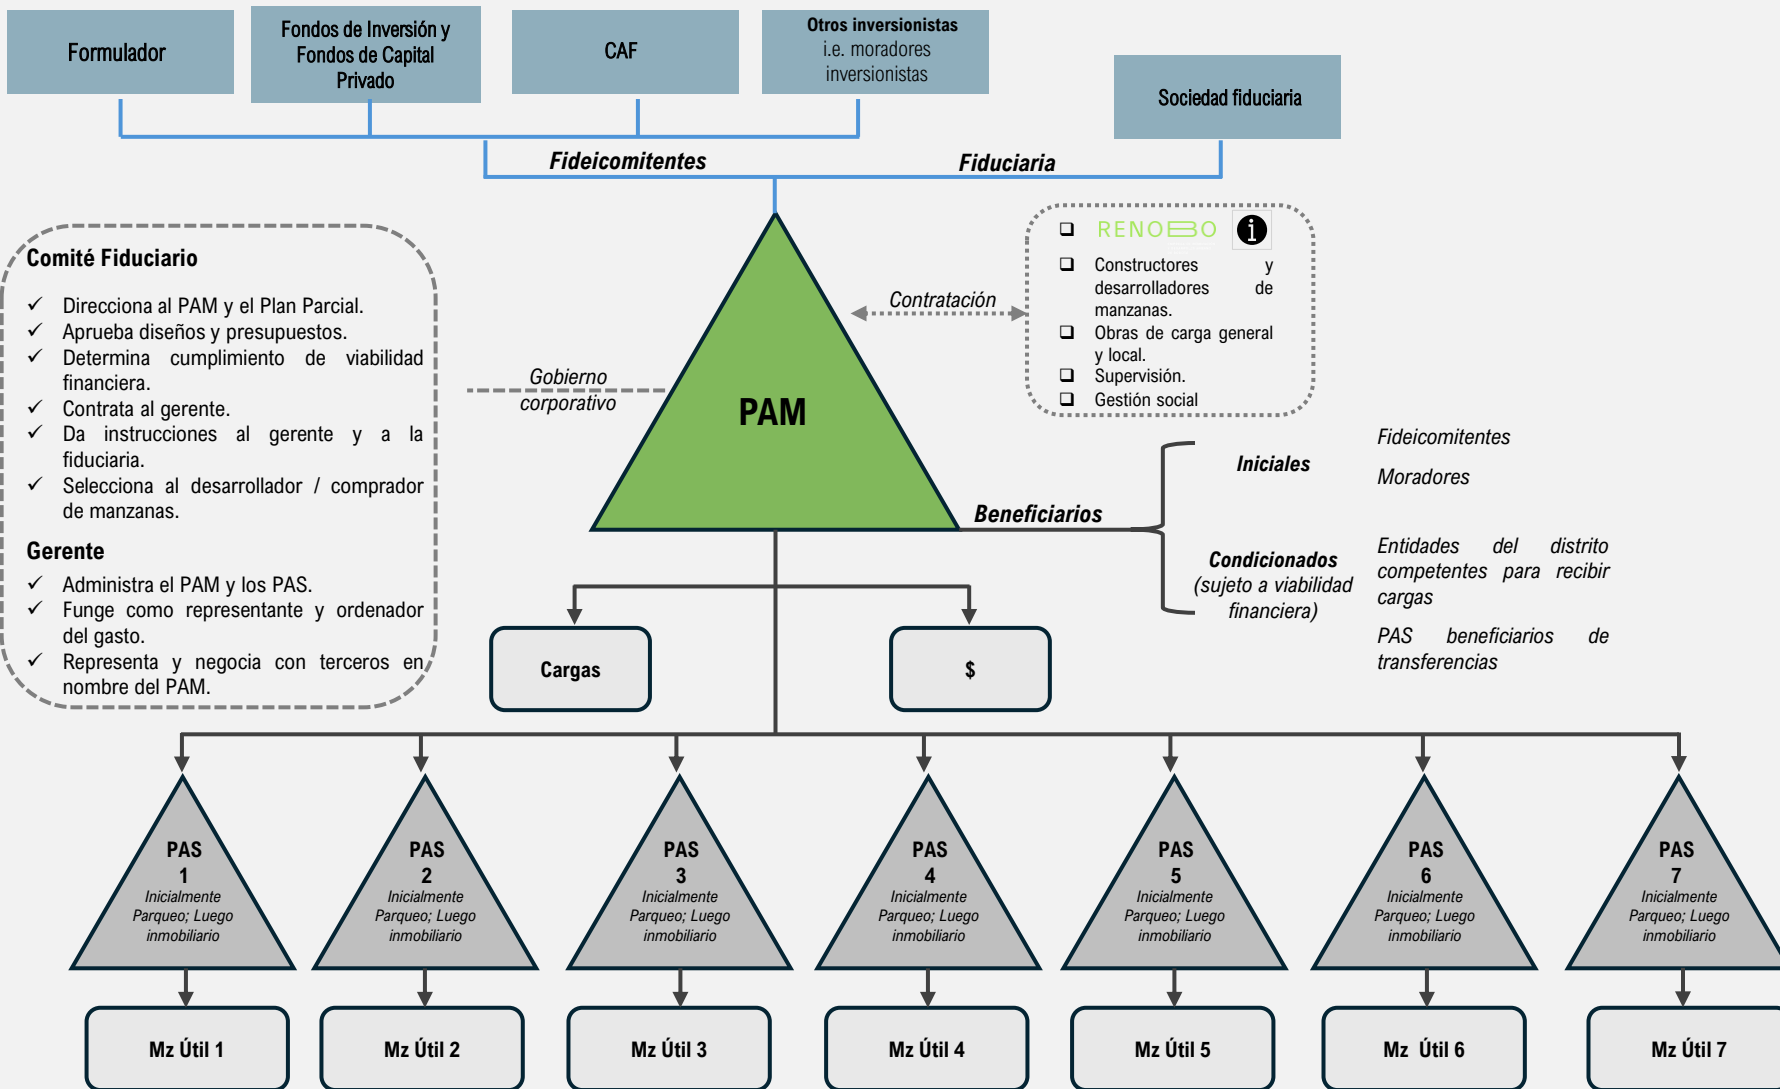 Formulador
Fondos de Inversión y
Fondos de Capital
Privado
CAF
Otros inversionistas
i.e. moradores
inversionistas
Sociedad fiduciaria
Fideicomitentes
Fiduciaria
Comité Fiduciario
✓ Direcciona al PAM y el Plan Parcial.
✓ Aprueba diseños y presupuestos.
✓ Determina cumplimiento de viabilidad
financiera.
✓ Contrata al gerente.
✓ Da instrucciones al gerente y a la
fiduciaria.
✓ Selecciona al desarrollador / comprador
de manzanas.
Gerente
✓ Administra el PAM y los PAS.
✓ Funge como representante y ordenador
del gasto.
✓ Representa y negocia con terceros en
nombre del PAM.
Gobierno
corporativo
PAM
Contratación
❑ RENOBO i
❑ Constructores y
desarrolladores de
manzanas.
❑ Obras de carga general
y local.
❑ Supervisión.
❑ Gestión social
Beneficiarios
Iniciales
Fideicomitentes
Moradores
Condicionados
(sujeto a viabilidad
financiera)
Entidades del distrito
competentes para recibir
cargas
PAS beneficiarios de
transferencias
Cargas
$
PAS
1
Inicialmente
Parqueo; Luego
inmobiliario
PAS
2
Inicialmente
Parqueo; Luego
inmobiliario
PAS
3
Inicialmente
Parqueo; Luego
inmobiliario
PAS
4
Inicialmente
Parqueo; Luego
inmobiliario
PAS
5
Inicialmente
Parqueo; Luego
inmobiliario
PAS
6
Inicialmente
Parqueo; Luego
inmobiliario
PAS
7
Inicialmente
Parqueo; Luego
inmobiliario
Mz Útil 1
Mz Útil 2
Mz Útil 3
Mz Útil 4
Mz Útil 5
Mz Útil 6
Mz Útil 7